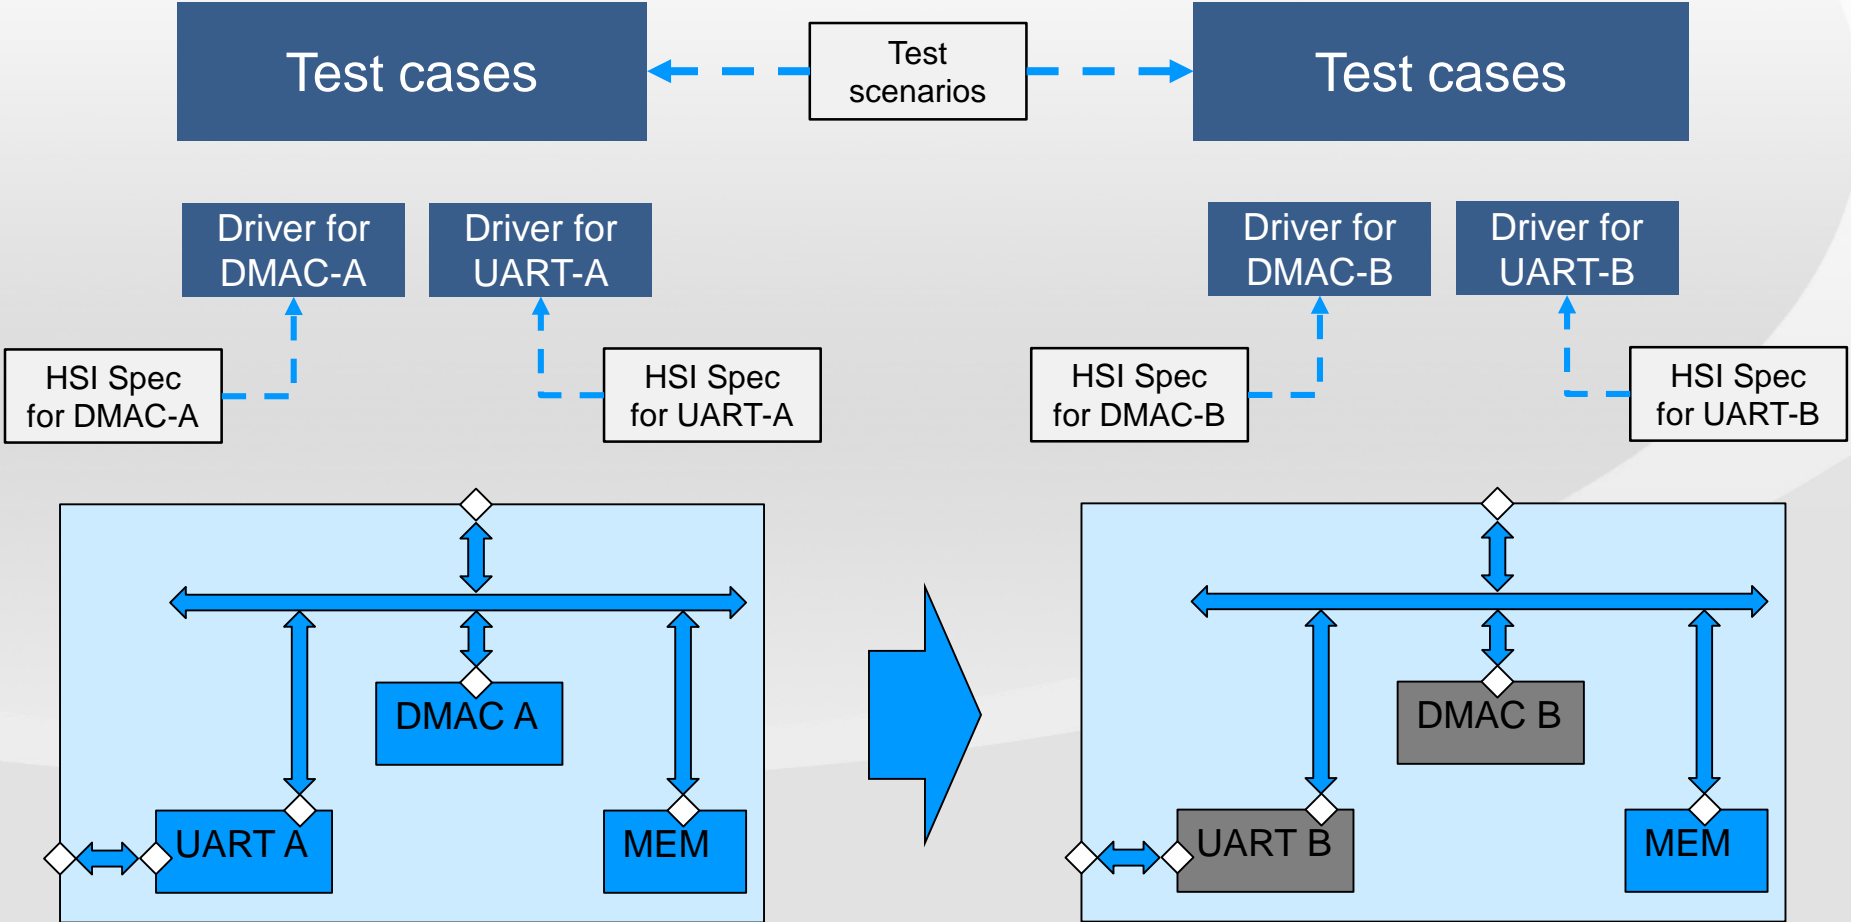 Test cases
Test
scenarios
Test cases
Driver for
DMAC-A
Driver for
UART-A
Driver for
DMAC-B
Driver for
UART-B
HSI Spec
for DMAC-A
HSI Spec
for UART-A
HSI Spec
for DMAC-B
HSI Spec
for UART-B
DMAC A
UART A
MEM
DMAC B
UART B
MEM